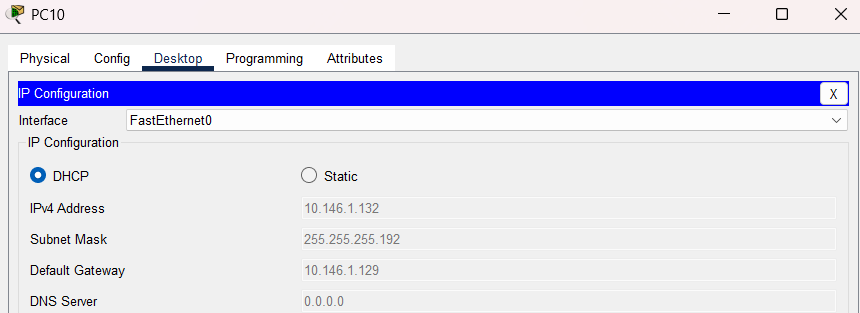 PC10
Physical Config Desktop Programming Attributes
IP Configuration X
Interface FastEthernet0
IP Configuration
DHCP Static
IPv4 Address 10.146.1.132
Subnet Mask 255.255.255.192
Default Gateway 10.146.1.129
DNS Server 0.0.0.0